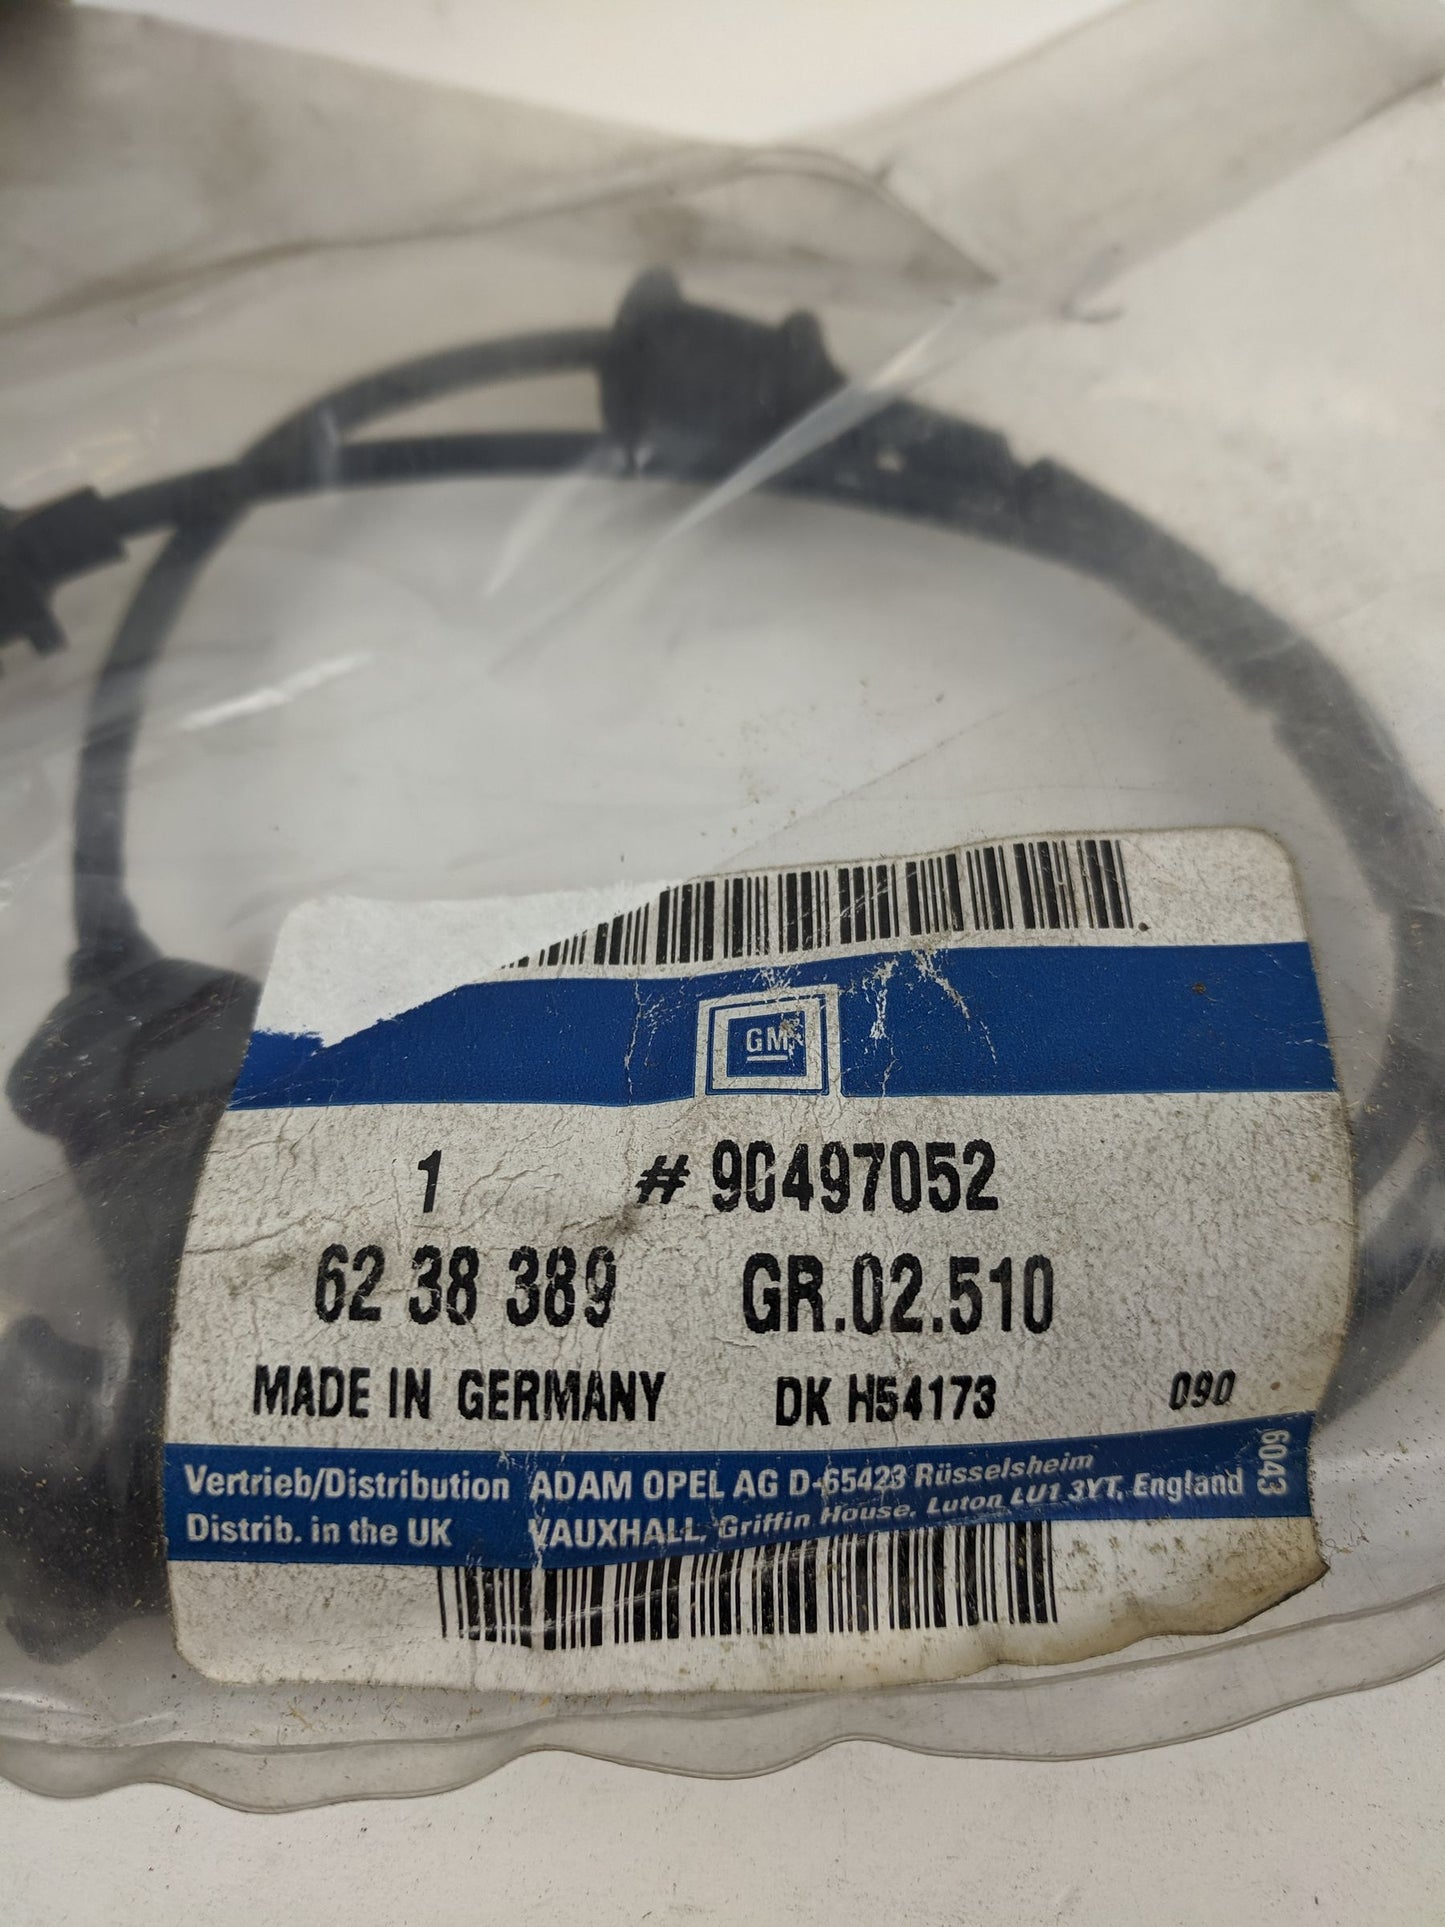 GM
1 # 90497052
62 38 389 GR.02.510
MADE IN GERMANY DK H54173 090
Vertrieb/Distribution ADAM OPEL AG D-65423 Rüsselsheim
Distrib. in the UK VAUXHALL, Griffin House, Luton LU1 3YT, England
6043